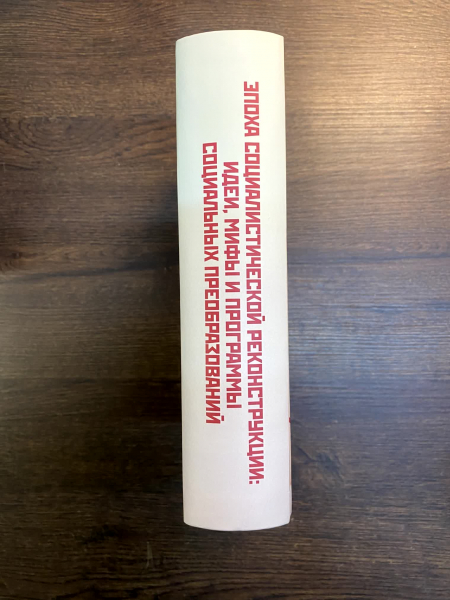 ЭПОХА СОЦИАЛИСТИЧЕСКОЙ РЕКОНСТРУКЦИИ:
ИДЕИ, МИФЫ И ПРОГРАММЫ
СОЦИАЛЬНЫХ ПРЕОБРАЗОВАНИЙ